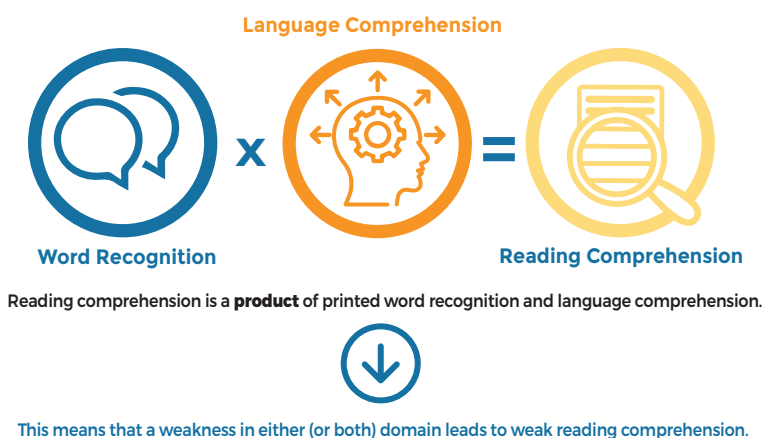 Language Comprehension
x
=
Word Recognition
Reading Comprehension
Reading comprehension is a product of printed word recognition and language comprehension.
This means that a weakness in either (or both) domain leads to weak reading comprehension.